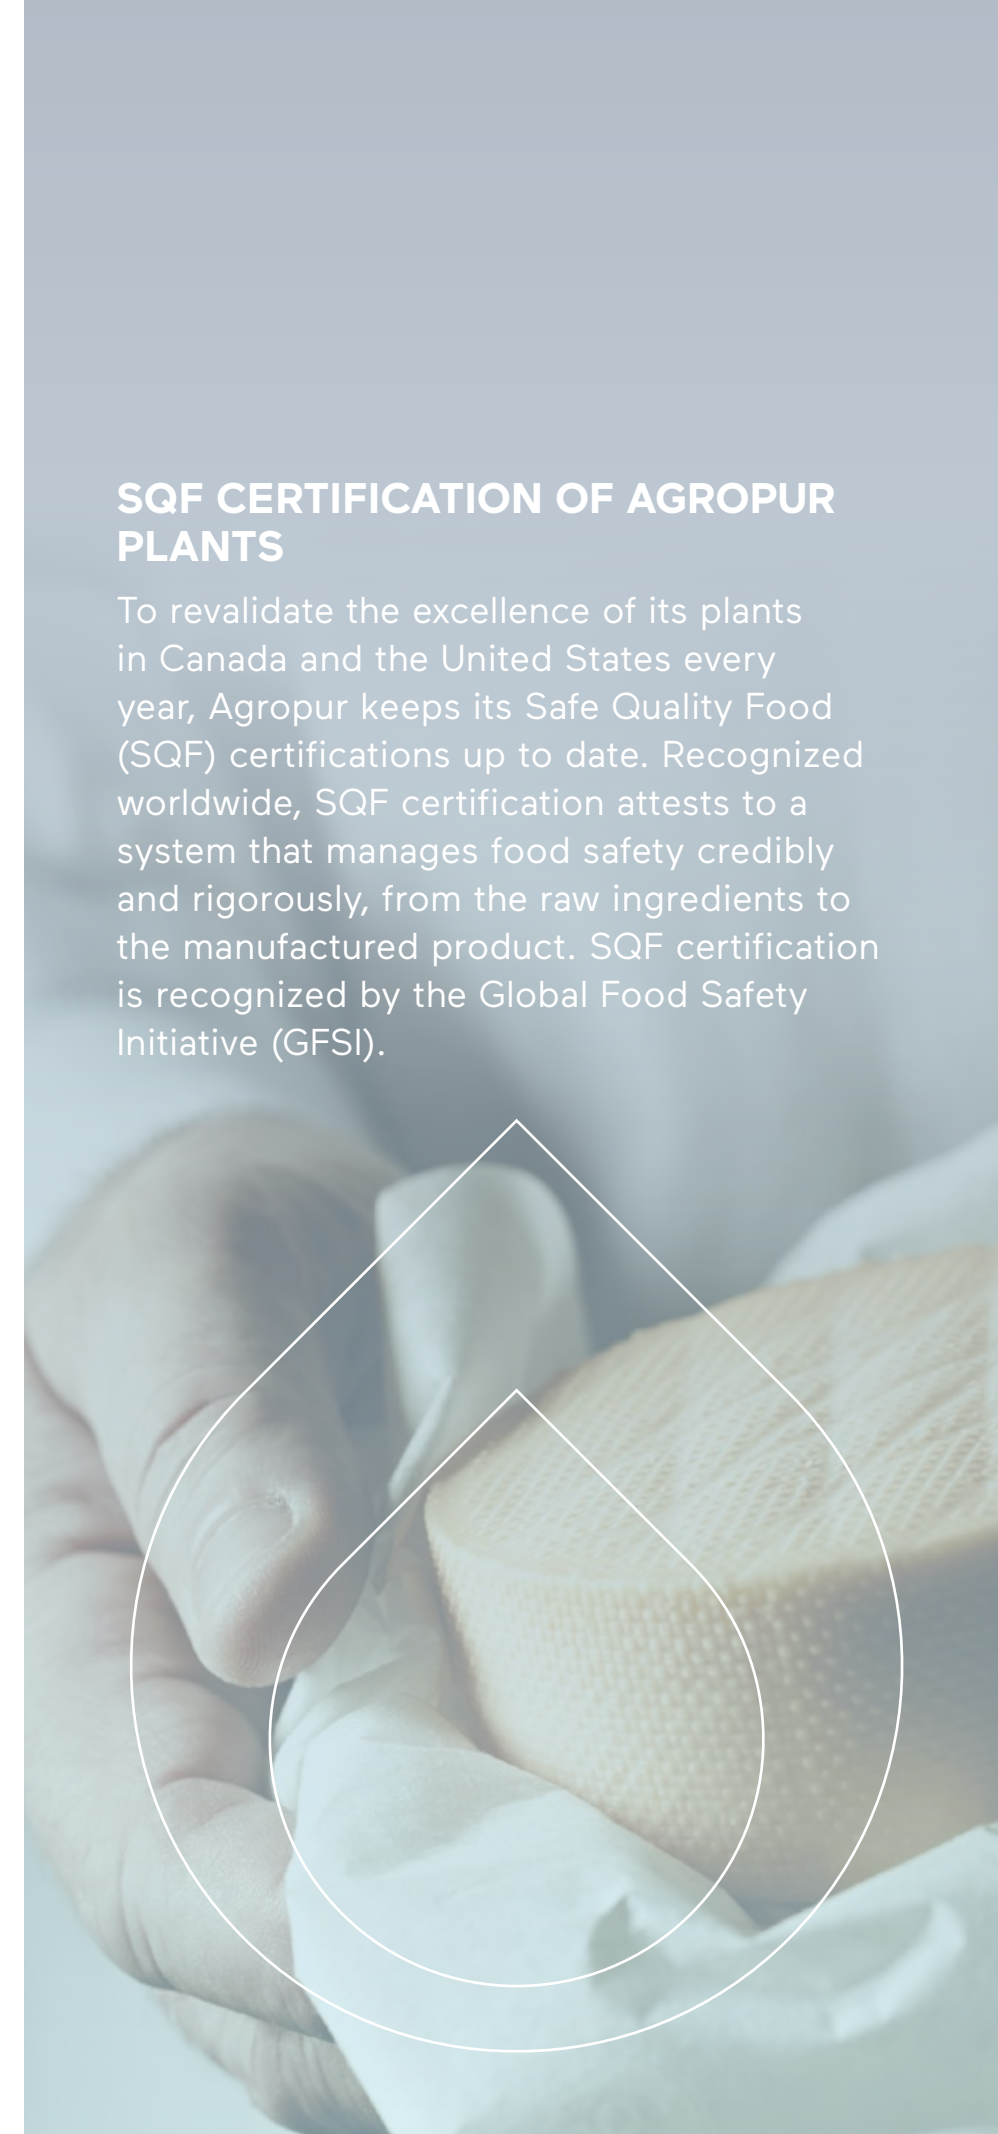 SQF CERTIFICATION OF AGROPUR
PLANTS
To revalidate the excellence of its plants
in Canada and the United States every
year, Agropur keeps its Safe Quality Food
(SQF) certifications up to date. Recognized
worldwide, SQF certification attests to a
system that manages food safety credibly
and rigorously, from the raw ingredients to
the manufactured product. SQF certification
is recognized by the Global Food Safety
Initiative (GFSI).